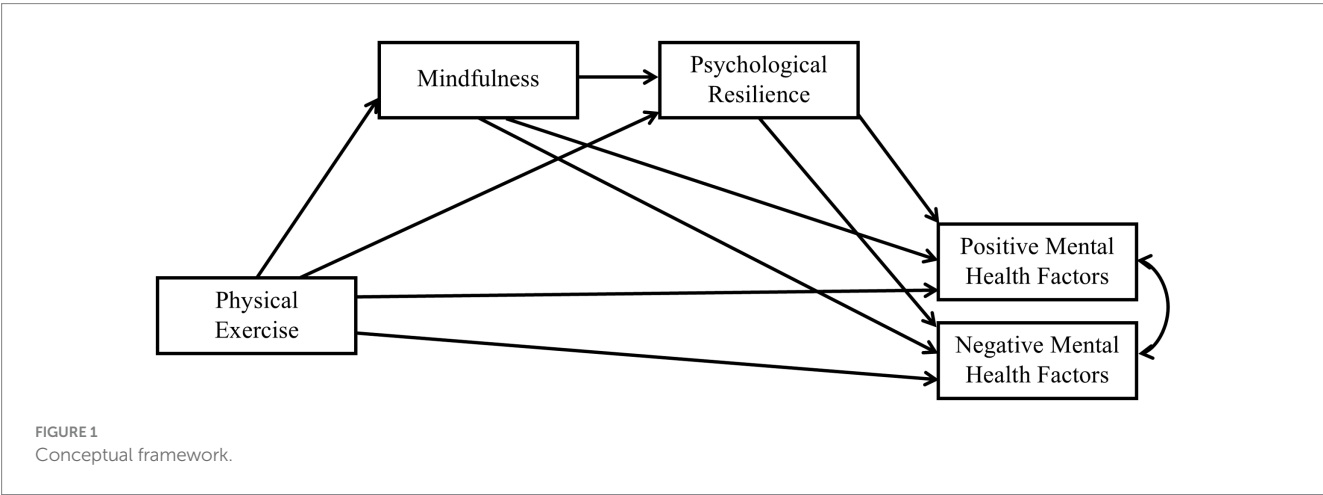 Mindfulness
Psychological
Resilience
Positive Mental
Health Factors
Physical
Exercise
Negative Mental
Health Factors
FIGURE 1
Conceptual framework.